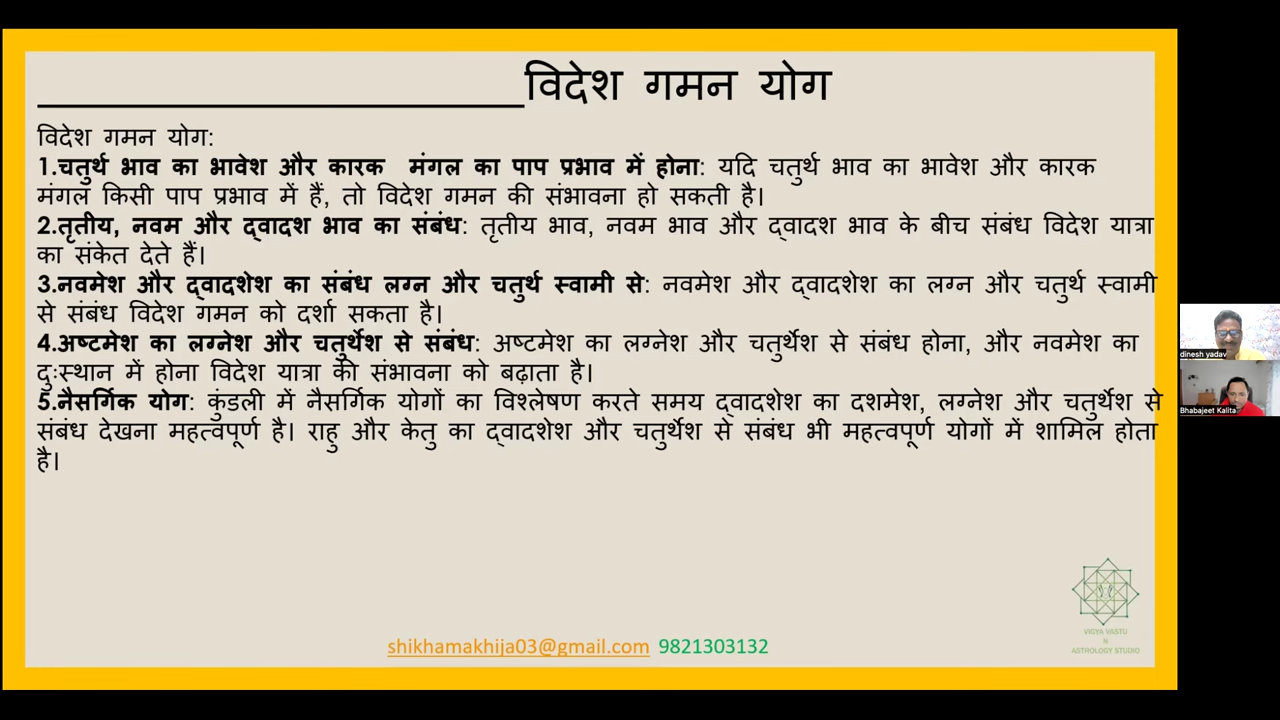 विदेश गमन योग
विदेश गमन योग:
1.चतुर्थ भाव का भावेश और कारक मंगल का पाप प्रभाव में होना: यदि चतुर्थ भाव का भावेश और कारक
मंगल किसी पाप प्रभाव में हैं, तो विदेश गमन की संभावना हो सकती है।
2.तृतीय, नवम और द्वादश भाव का संबंध: तृतीय भाव, नवम भाव और द्वादश भाव के बीच संबंध विदेश यात्रा
का संकेत देते हैं।
3.नवमेश और द्वादशेश का संबंध लग्न और चतुर्थ स्वामी से: नवमेश और द्वादशेश का लग्न और चतुर्थ स्वामी
से संबंध विदेश गमन को दर्शा सकता है।
4.अष्टमेश का लग्नेश और चतुर्थेश से संबंध: अष्टमेश का लग्नेश और चतुर्थेश से संबंध होना, और नवमेश का
दुःस्थान में होना विदेश यात्रा की संभावना को बढ़ाता है।
5.नैसर्गिक योग: कुंडली में नैसर्गिक योगों का विश्लेषण करते समय द्वादशेश का दशमेश, लग्नेश और चतुर्थेश से
संबंध देखना महत्वपूर्ण है। राहु और केतु का द्वादशेश और चतुर्थेश से संबंध भी महत्वपूर्ण योगों में शामिल होता
है।
dinesh yadav
Bhabajeet Kalita
VIGYA VASTU
N
ASTROLOGY STUDIO
shikhamakhija03@gmail.com 9821303132